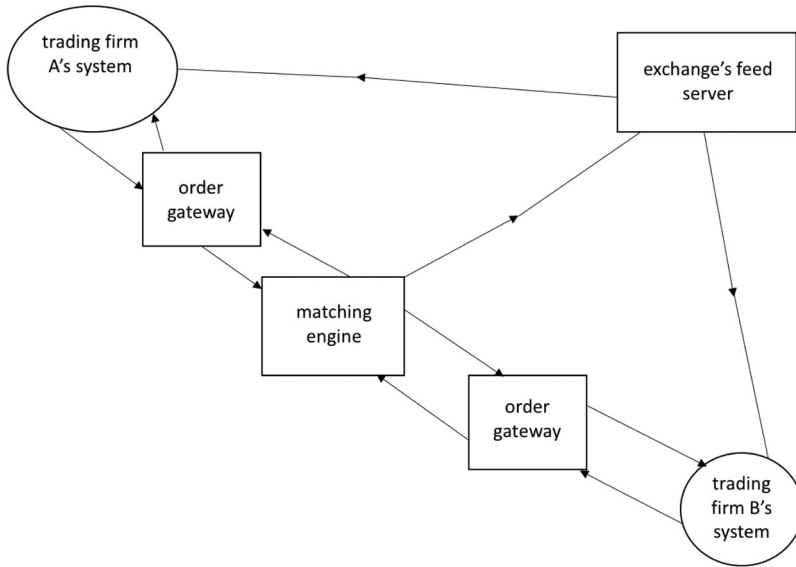 trading firm
A's system
exchange's feed
server
order
gateway
matching
engine
order
gateway
trading
firm B's
system